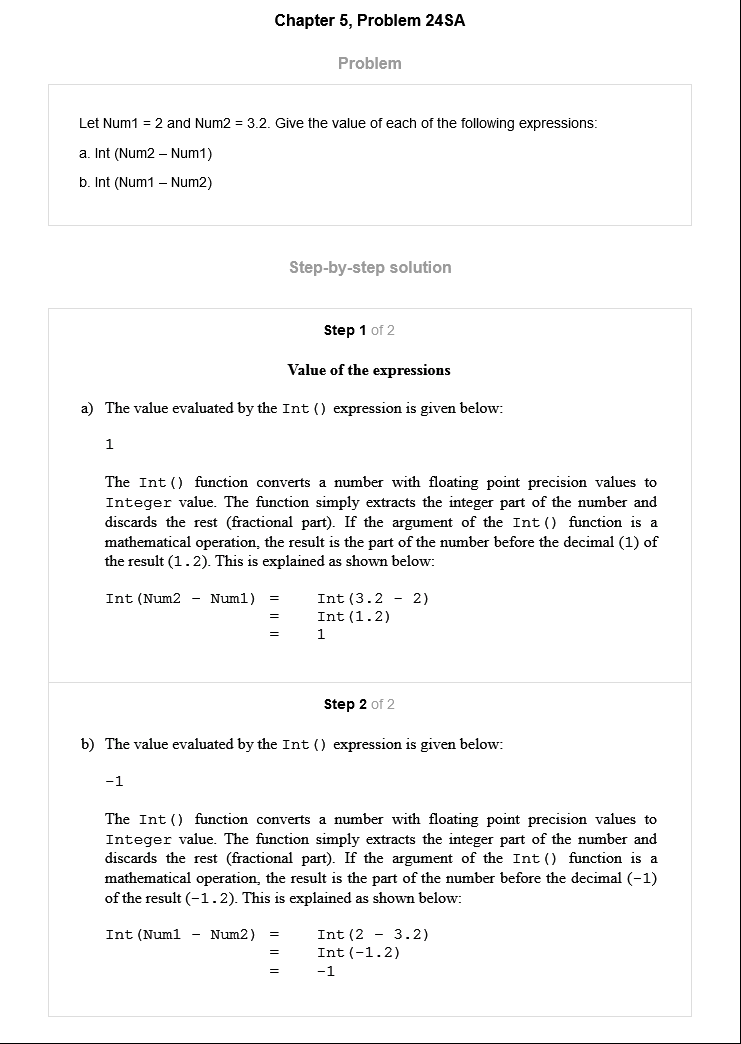 Chapter 5, Problem 24SA
Problem
Let Num1 = 2 and Num2 = 3.2. Give the value of each of the following expressions:
a. Int (Num2 – Num1)
b. Int (Num1 – Num2)
Step-by-step solution
Step 1 of 2
Value of the expressions
a) The value evaluated by the Int() expression is given below:
1
The Int() function converts a number with floating point precision values to
Integer value. The function simply extracts the integer part of the number and
discards the rest (fractional part). If the argument of the Int() function is a
mathematical operation, the result is the part of the number before the decimal (1) of
the result (1.2). This is explained as shown below:
Int(Num2 - Num1) = Int(3.2 - 2)
= Int(1.2)
= 1
Step 2 of 2
b) The value evaluated by the Int() expression is given below:
-1
The Int() function converts a number with floating point precision values to
Integer value. The function simply extracts the integer part of the number and
discards the rest (fractional part). If the argument of the Int() function is a
mathematical operation, the result is the part of the number before the decimal (-1)
of the result (-1.2). This is explained as shown below:
Int(Num1 - Num2) = Int(2 - 3.2)
= Int(-1.2)
= -1